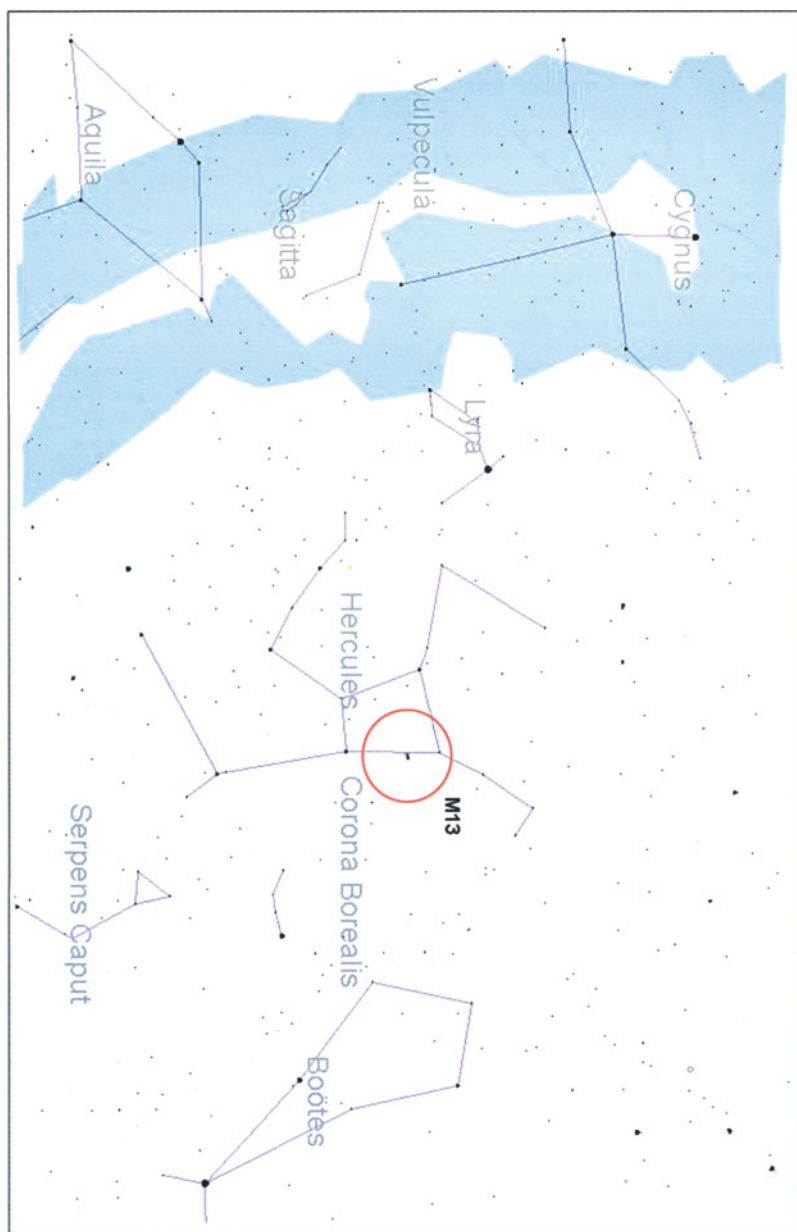 Cygnus
Vulpecula
Sagitta
Aquila
Lyra
Hercules
M13
Corona Borealis
Serpens Caput
Boötes